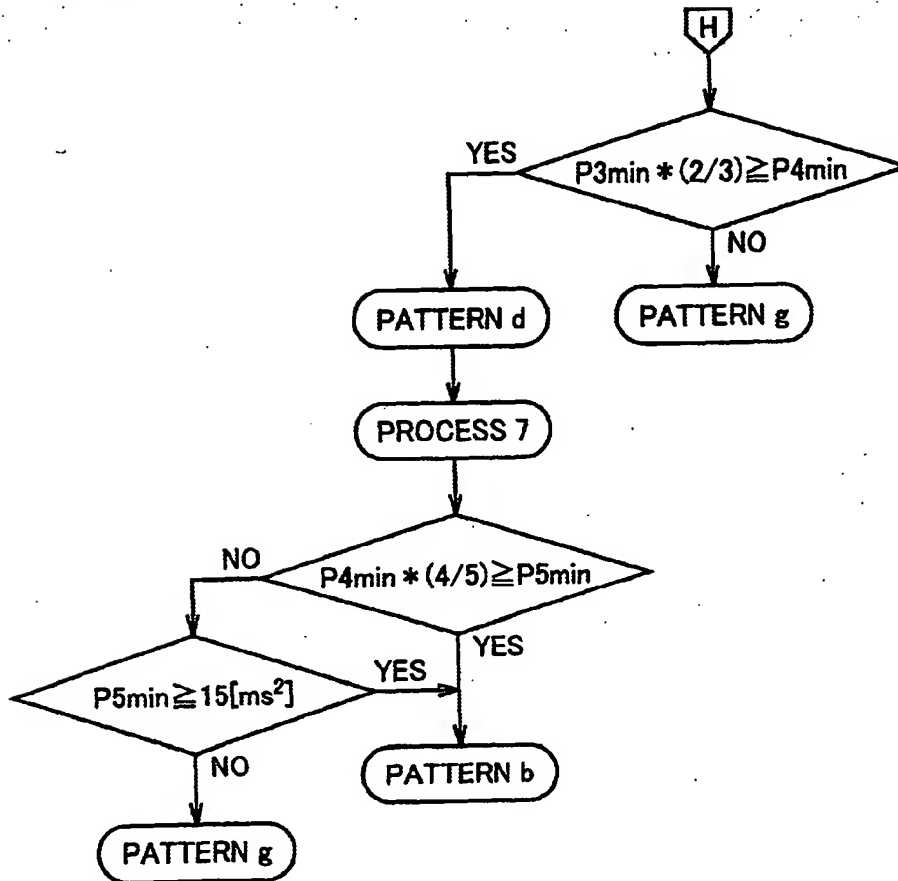 H
YES
P3min*(2/3)≧P4min
NO
PATTERN d
PATTERN g
PROCESS 7
NO
P4min*(4/5)≧P5min
YES
YES
P5min≧15[ms²]
NO
PATTERN b
PATTERN g